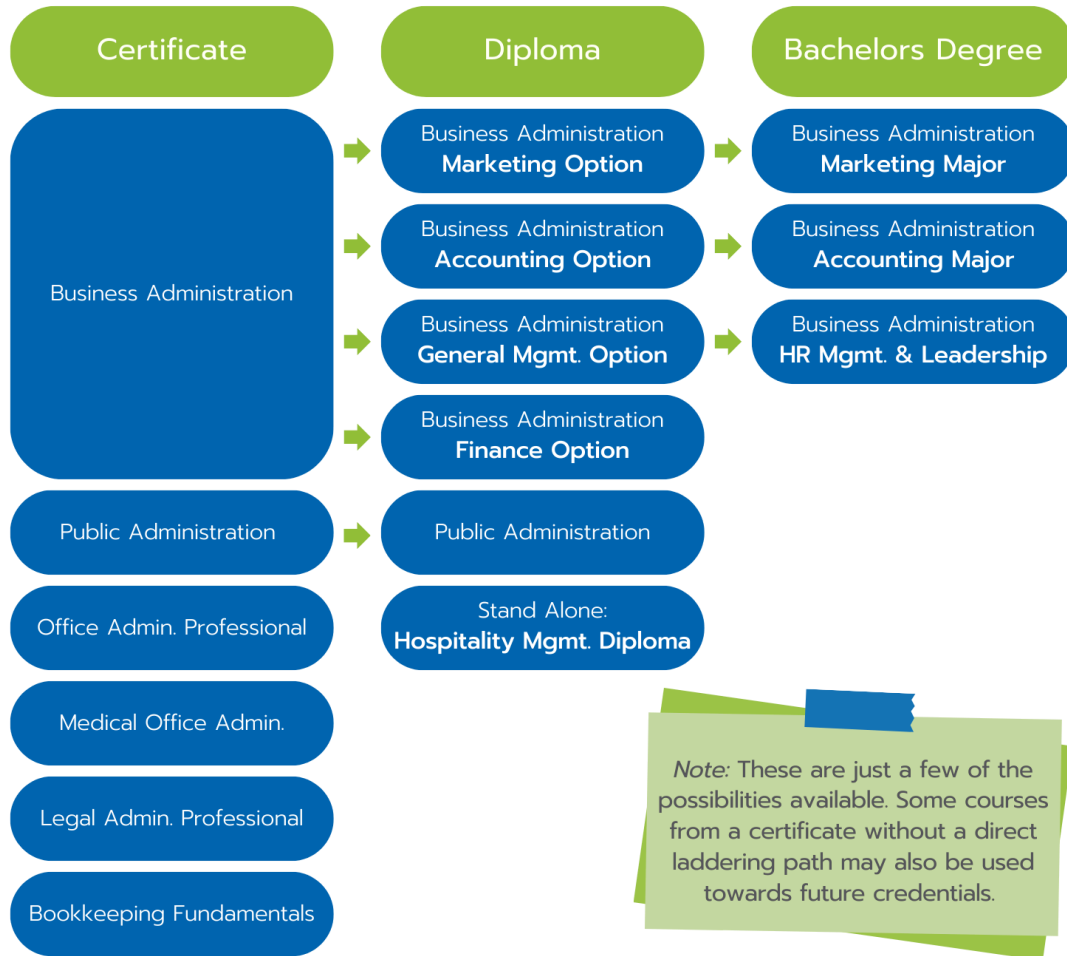 Certificate
Diploma
Bachelors Degree
Business Administration
Business Administration
Marketing Option
Business Administration
Marketing Major
Business Administration
Accounting Option
Business Administration
Accounting Major
Business Administration
General Mgmt. Option
Business Administration
HR Mgmt. & Leadership
Business Administration
Finance Option
Public Administration
Public Administration
Office Admin. Professional
Stand Alone:
Hospitality Mgmt. Diploma
Medical Office Admin.
Legal Admin. Professional
Bookkeeping Fundamentals
Note: These are just a few of the
possibilities available. Some courses
from a certificate without a direct
laddering path may also be used
towards future credentials.